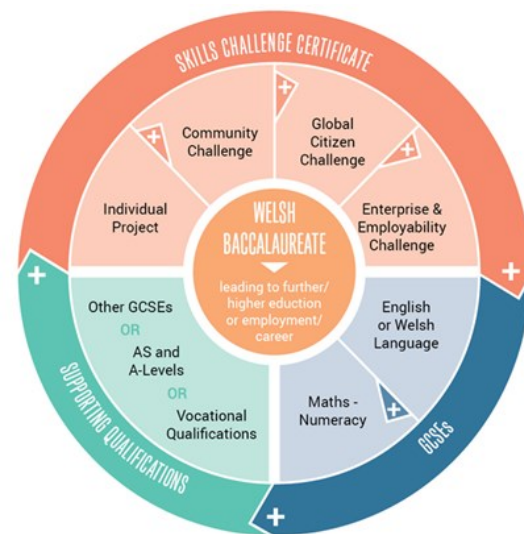 SKILLS CHALLENGE CERTIFICATE
Individual
Project
Community
Challenge
Global
Citizen
Challenge
Enterprise &
Employability
Challenge
WELSH
BACCALAUREATE
leading to further/
higher eduction
or employment/
career
English
or Welsh
Language
Maths -
Numeracy
GCSEs
Other GCSEs
OR
AS and
A-Levels
OR
Vocational
Qualifications
SUPPORTING QUALIFICATIONS